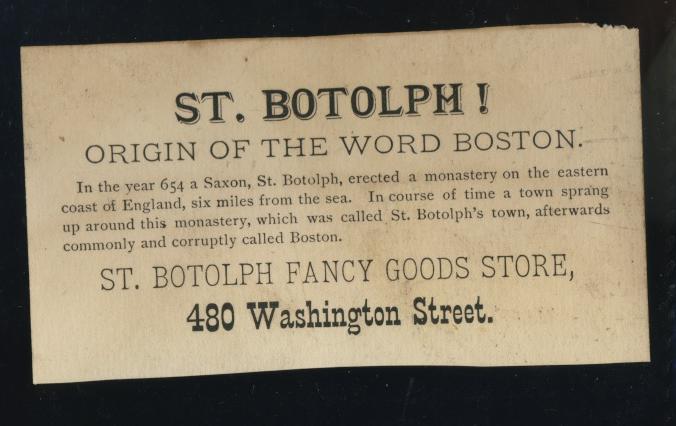 ST. BOTOLPH!
ORIGIN OF THE WORD BOSTON.
In the year 654 a Saxon, St. Botolph, erected a monastery on the eastern
coast of England, six miles from the sea. In course of time a town sprang
up around this monastery, which was called St. Botolph's town, afterwards
commonly and corruptly called Boston.
ST. BOTOLPH FANCY GOODS STORE,
480 Washington Street.